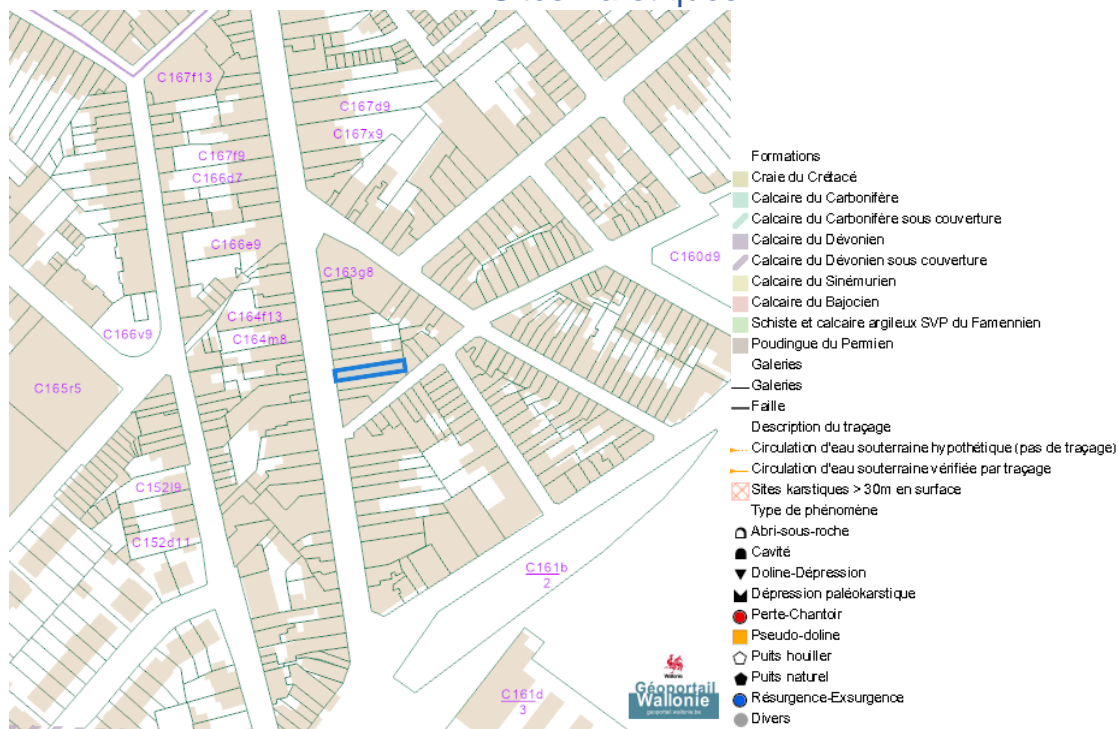 C167f13
C167d9
C167x9
C167f9
C166d7
C166e9
C160d9
C163g8
C164f13
C166v9
C164m8
C165r5
C152l9
C152d11
C161b
2
C161d
3
Wallonie
Géoportail
Wallonie
geoportail.wallonie.be
Formations
Craie du Crétacé
Calcaire du Carbonifère
Calcaire du Carbonifère sous couverture
Calcaire du Dévonien
Calcaire du Dévonien sous couverture
Calcaire du Sinémurien
Calcaire du Bajocien
Schiste et calcaire argileux SVP du Famennien
Poudingue du Permien
Galeries
Galeries
Faille
Description du traçage
Circulation d'eau souterraine hypothétique (pas de traçage)
Circulation d'eau souterraine vérifiée par traçage
Sites karstiques > 30m en surface
Type de phénomène
Abri-sous-roche
Cavité
Doline-Dépression
Dépression paléokarstique
Perte-Chantoir
Pseudo-doline
Puits houiller
Puits naturel
Résurgence-Exsurgence
Divers